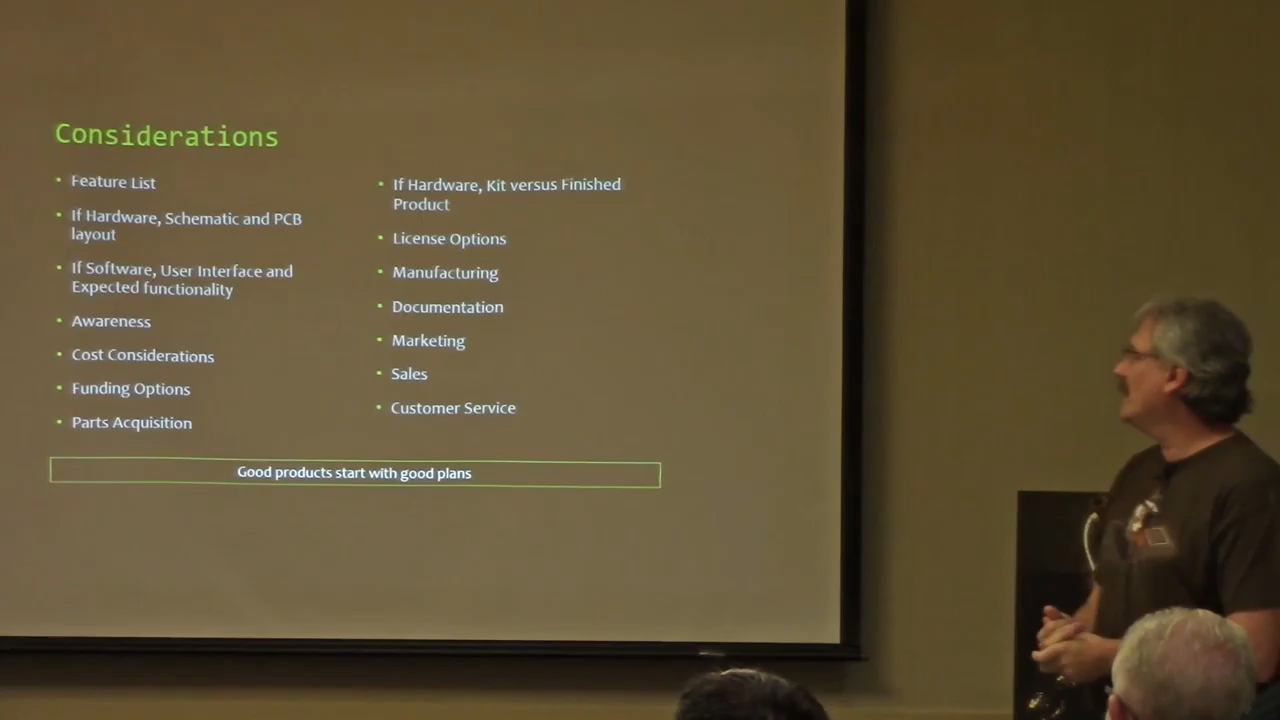 Considerations
• Feature List
• If Hardware, Schematic and PCB
layout
• If Software, User Interface and
Expected functionality
• Awareness
• Cost Considerations
• Funding Options
• Parts Acquisition
• If Hardware, Kit versus Finished
Product
• License Options
• Manufacturing
• Documentation
• Marketing
• Sales
• Customer Service
Good products start with good plans